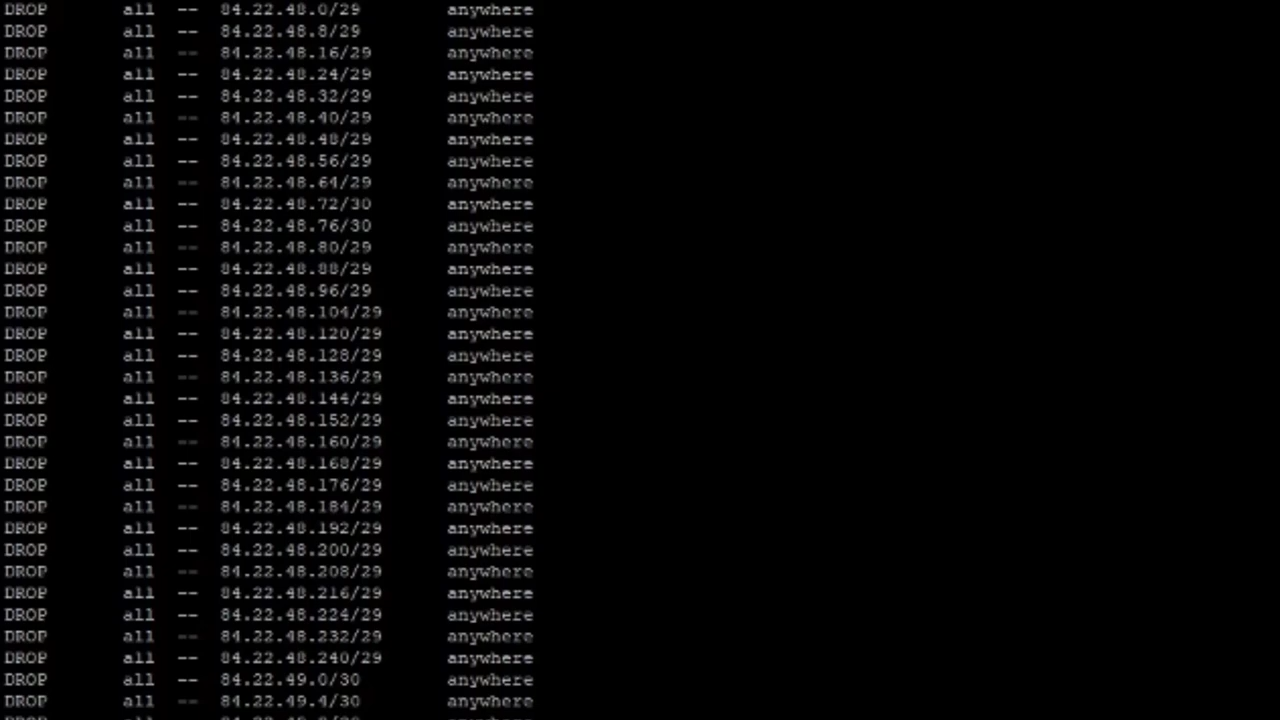 DROP all -- 84.22.48.0/29 anywhere
DROP all -- 84.22.48.8/29 anywhere
DROP all -- 84.22.48.16/29 anywhere
DROP all -- 84.22.48.24/29 anywhere
DROP all -- 84.22.48.32/29 anywhere
DROP all -- 84.22.48.40/29 anywhere
DROP all -- 84.22.48.48/29 anywhere
DROP all -- 84.22.48.56/29 anywhere
DROP all -- 84.22.48.64/29 anywhere
DROP all -- 84.22.48.72/30 anywhere
DROP all -- 84.22.48.76/30 anywhere
DROP all -- 84.22.48.80/29 anywhere
DROP all -- 84.22.48.88/29 anywhere
DROP all -- 84.22.48.96/29 anywhere
DROP all -- 84.22.48.104/29 anywhere
DROP all -- 84.22.48.120/29 anywhere
DROP all -- 84.22.48.128/29 anywhere
DROP all -- 84.22.48.136/29 anywhere
DROP all -- 84.22.48.144/29 anywhere
DROP all -- 84.22.48.152/29 anywhere
DROP all -- 84.22.48.160/29 anywhere
DROP all -- 84.22.48.168/29 anywhere
DROP all -- 84.22.48.176/29 anywhere
DROP all -- 84.22.48.184/29 anywhere
DROP all -- 84.22.48.192/29 anywhere
DROP all -- 84.22.48.200/29 anywhere
DROP all -- 84.22.48.208/29 anywhere
DROP all -- 84.22.48.216/29 anywhere
DROP all -- 84.22.48.224/29 anywhere
DROP all -- 84.22.48.232/29 anywhere
DROP all -- 84.22.48.240/29 anywhere
DROP all -- 84.22.49.0/30 anywhere
DROP all -- 84.22.49.4/30 anywhere